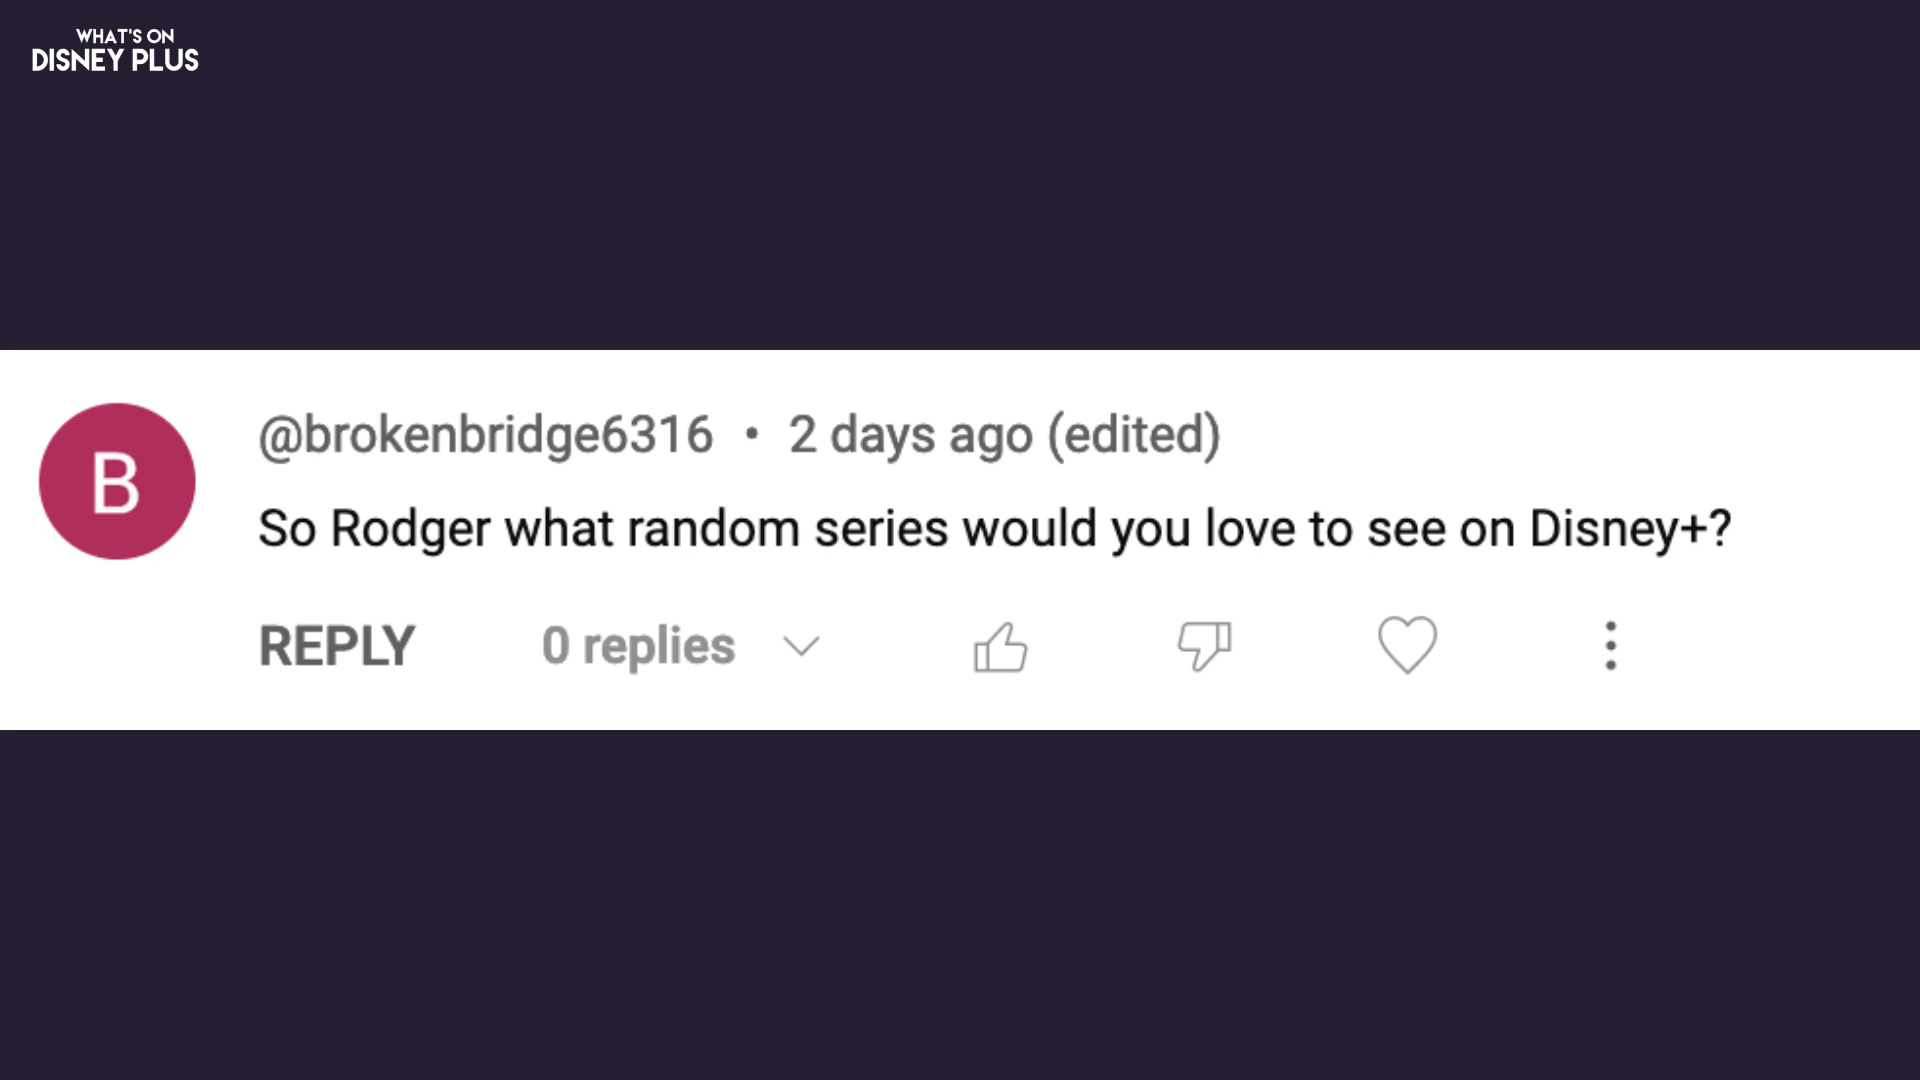 WHAT'S ON
DISNEY PLUS
B
@brokenbridge6316 • 2 days ago (edited)
So Rodger what random series would you love to see on Disney+?
REPLY 0 replies